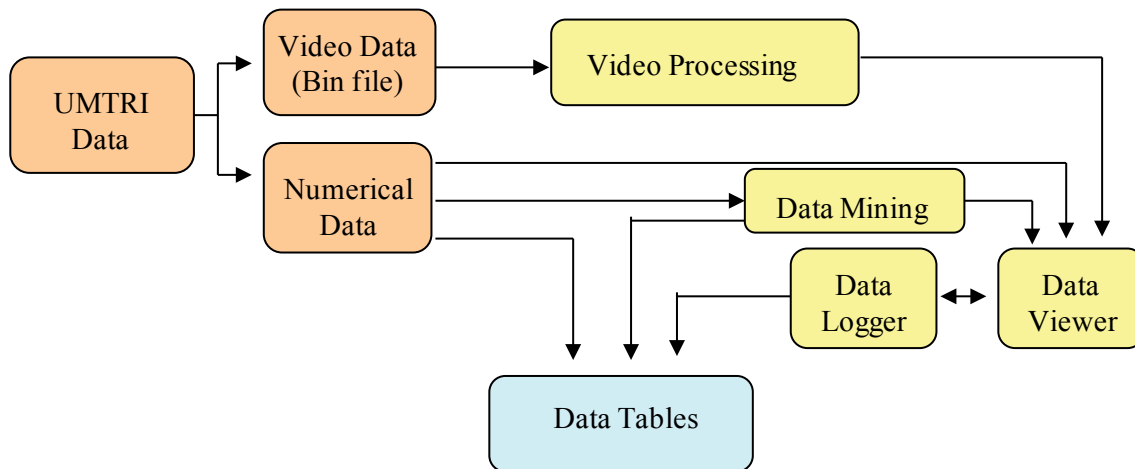 UMTRI
Data
Video Data
(Bin file)
Video Processing
Numerical
Data
Data Mining
Data
Logger
Data
Viewer
Data Tables